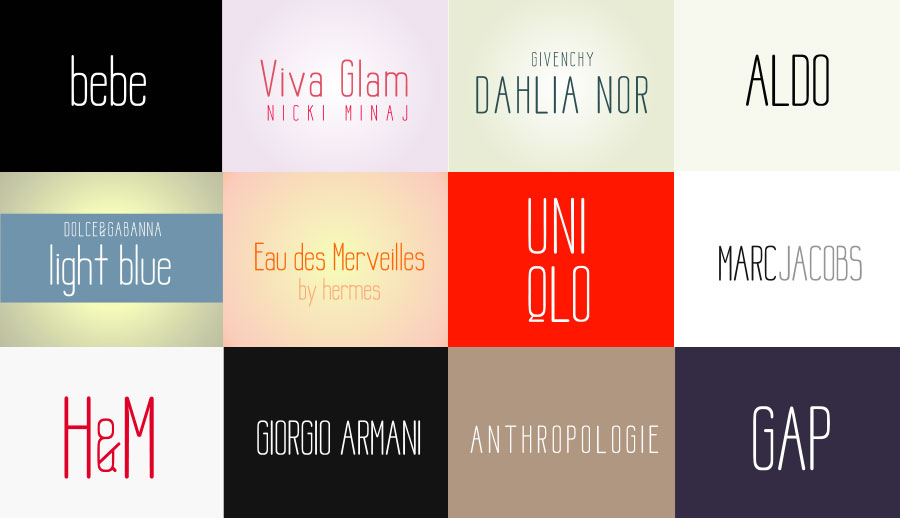 bebe
Viva Glam
NICKI MINAJ
GIVENCHY
DAHLIA NOR
ALDO
DOLCE&GABANNA
light blue
Eau des Merveilles
by hermes
UNI
QLO
MARCJACOBS
H&M
GIORGIO ARMANI
ANTHROPOLOGIE
GAP